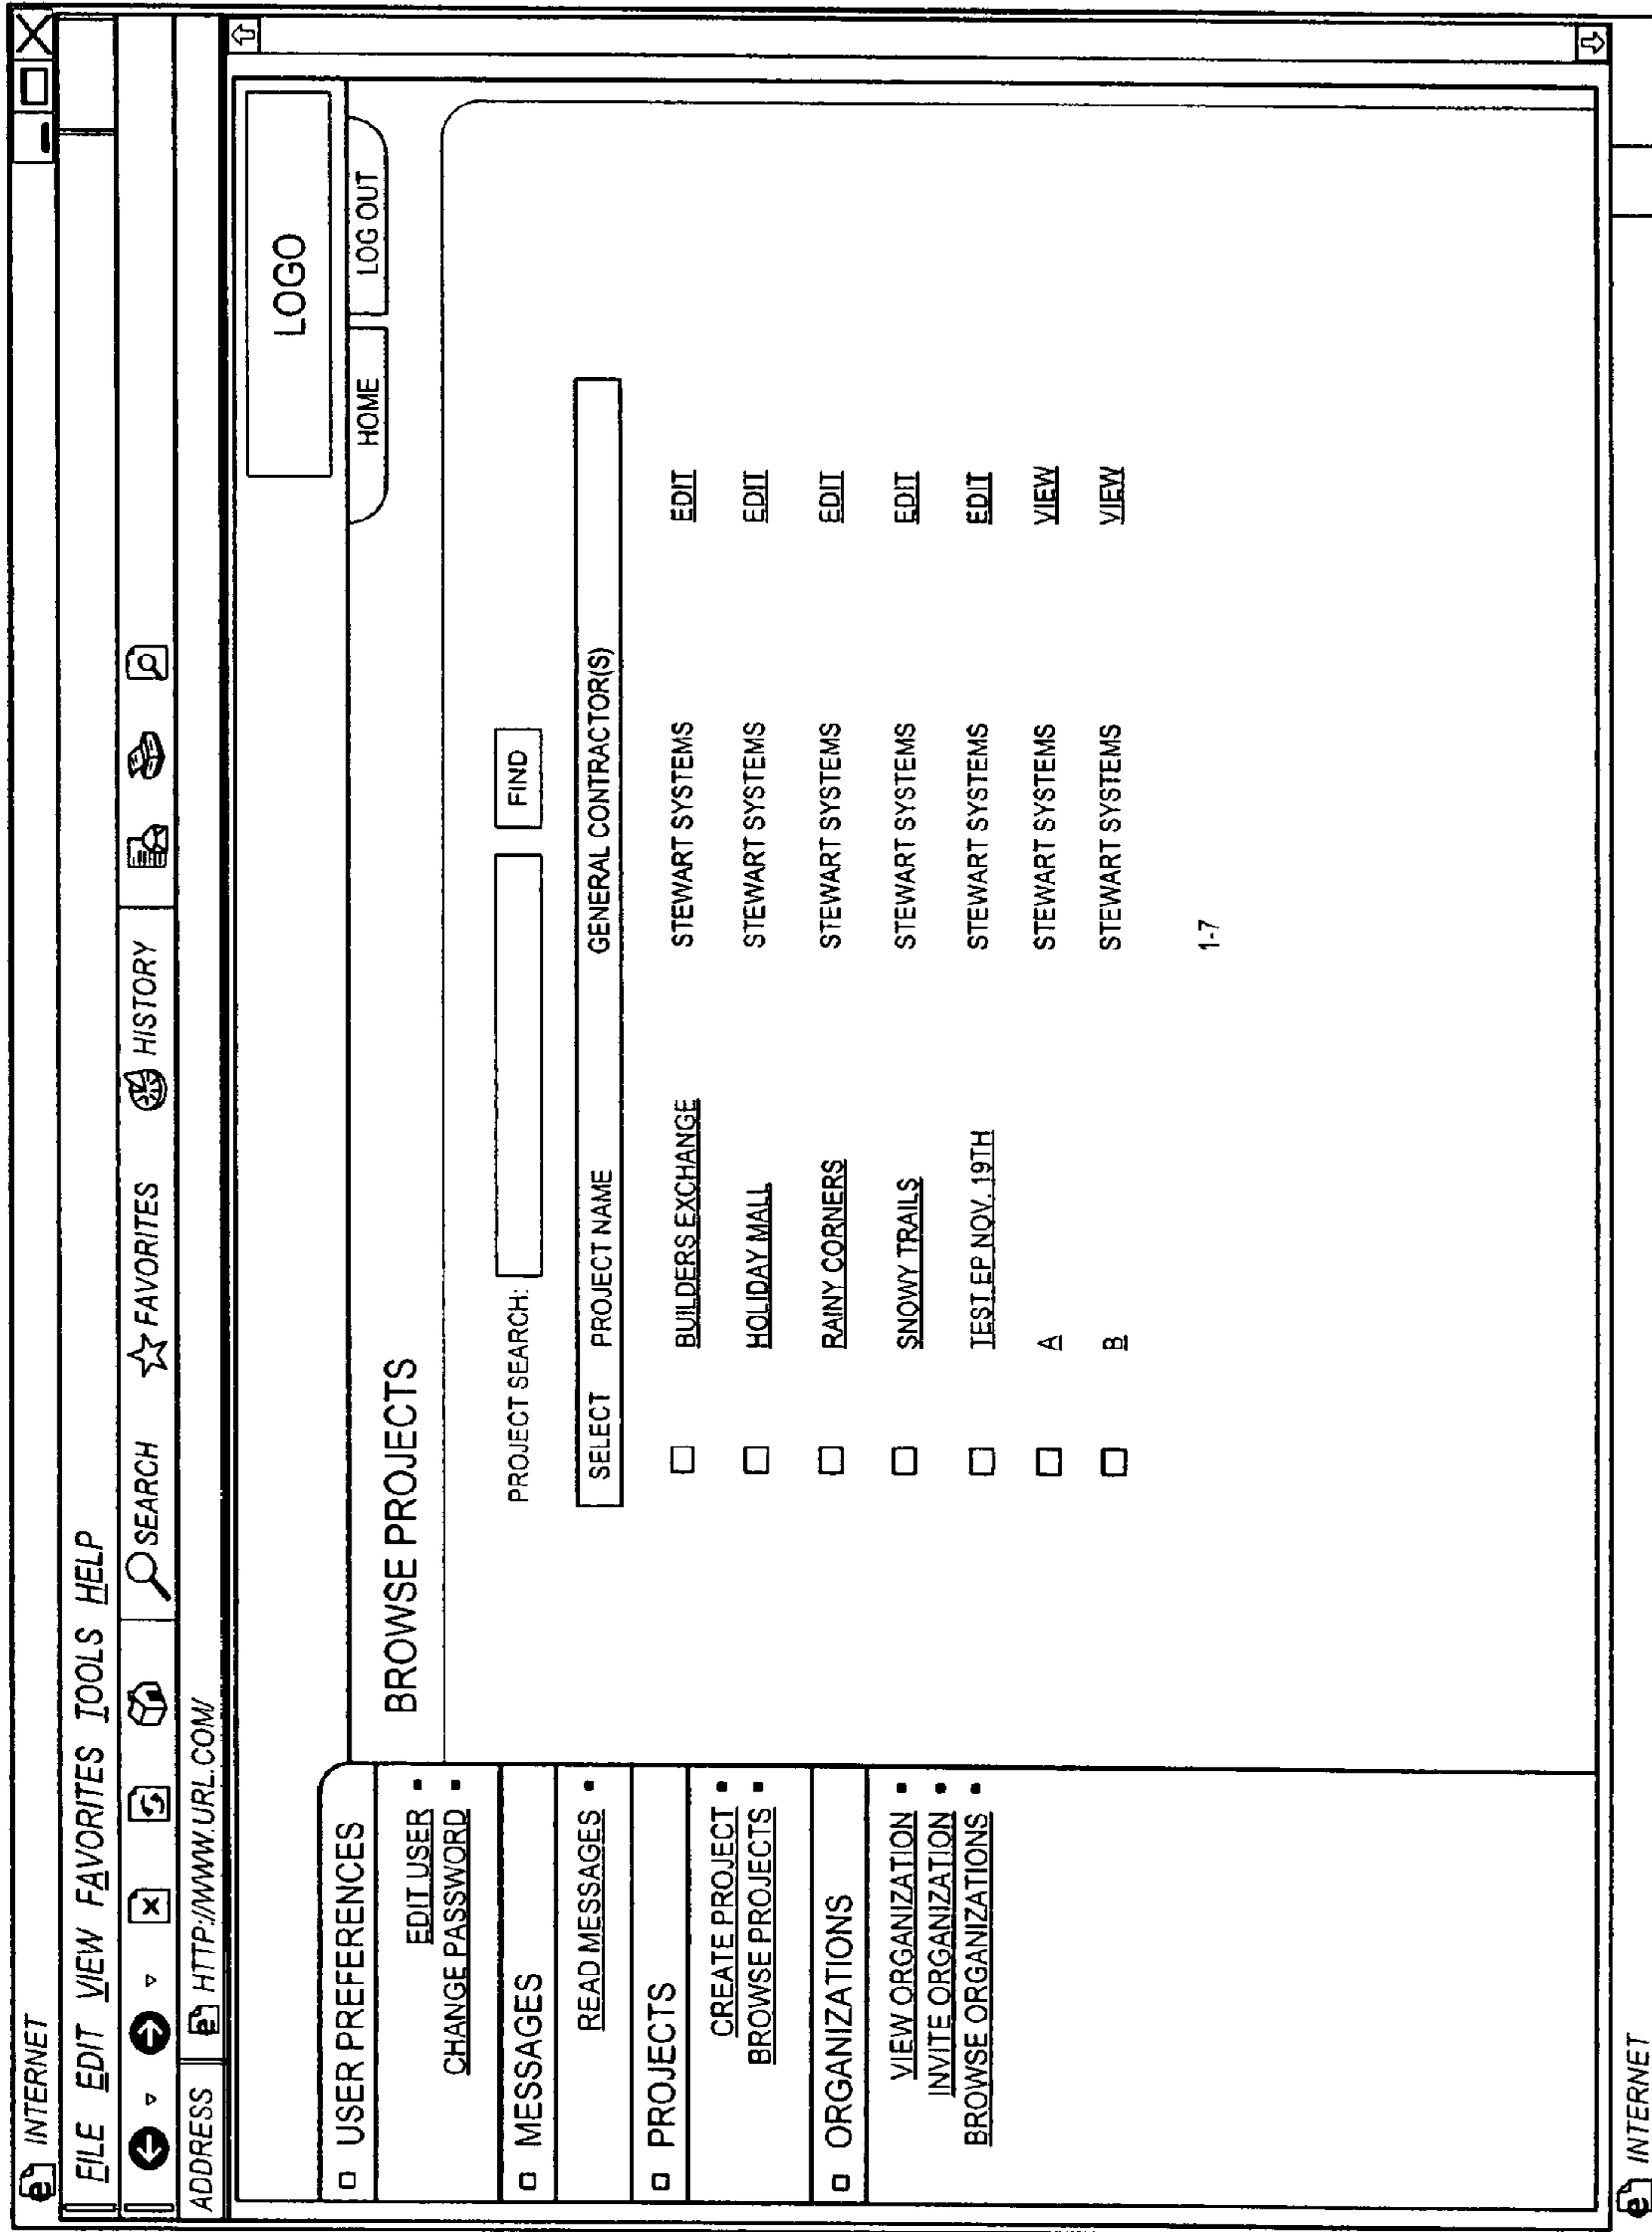 INTERNET
FILE EDIT VIEW FAVORITES TOOLS HELP
SEARCH FAVORITES HISTORY
ADDRESS HTTP://WWW.URL.COM/
LOGO
HOME LOG OUT
USER PREFERENCES
EDIT USER
CHANGE PASSWORD
MESSAGES
READ MESSAGES
PROJECTS
CREATE PROJECT
BROWSE PROJECTS
ORGANIZATIONS
VIEW ORGANIZATION
INVITE ORGANIZATION
BROWSE ORGANIZATIONS
BROWSE PROJECTS
PROJECT SEARCH: FIND
SELECT PROJECT NAME GENERAL CONTRACTOR(S)
BUILDERS EXCHANGE STEWART SYSTEMS EDIT
HOLIDAY MALL STEWART SYSTEMS EDIT
RAINY CORNERS STEWART SYSTEMS EDIT
SNOWY TRAILS STEWART SYSTEMS EDIT
TEST EP NOV. 19TH STEWART SYSTEMS EDIT
A STEWART SYSTEMS VIEW
B STEWART SYSTEMS VIEW
1-7
INTERNET